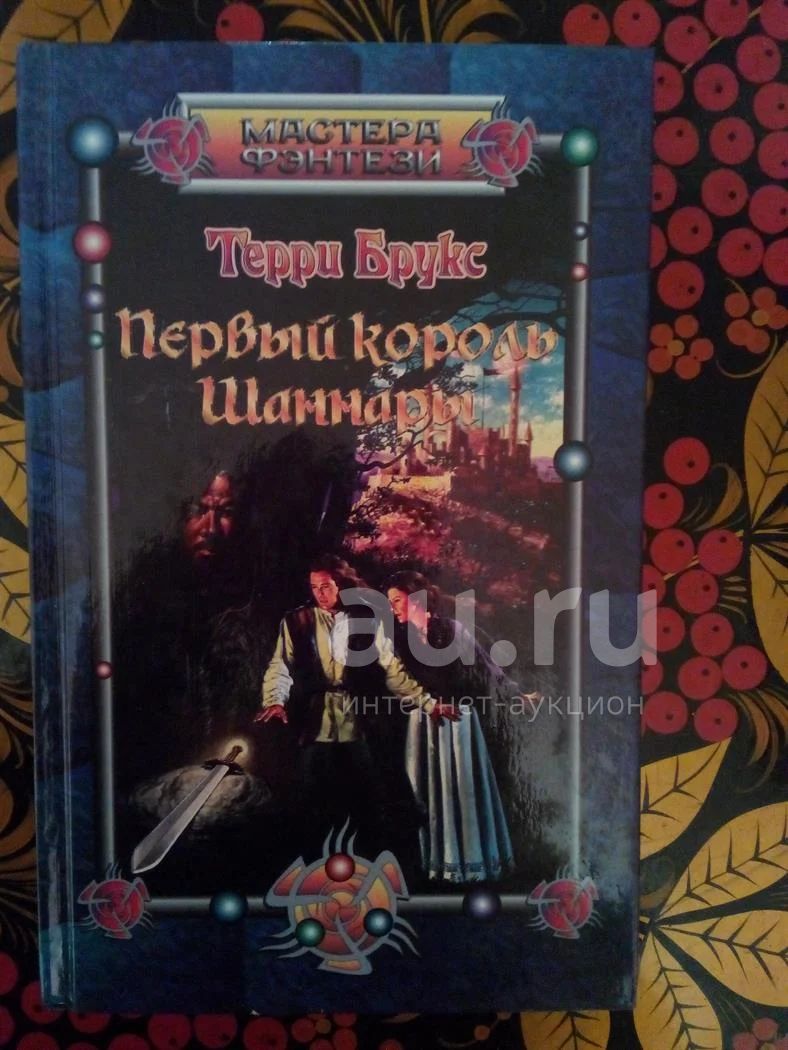 МАСТЕРА
ФЭНТЕЗИ
Терри Брукс
Первый король
Шаннары
au.ru
интернет-аукцион